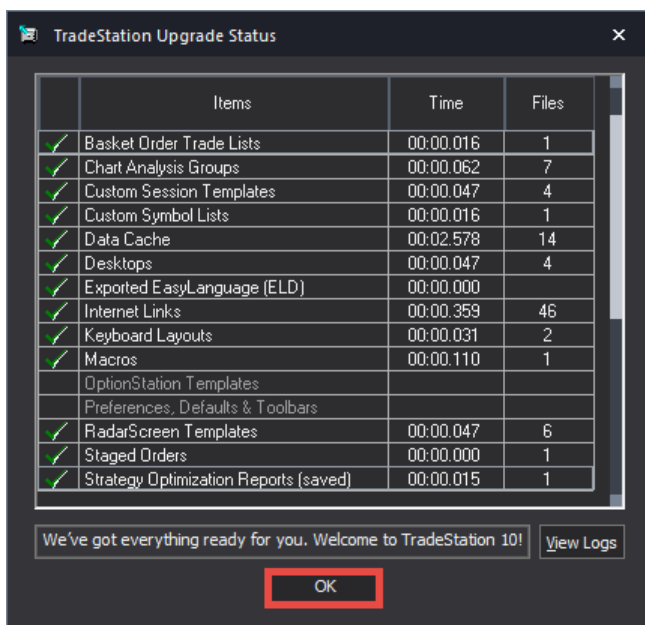 TradeStation Upgrade Status
Items Time Files
Basket Order Trade Lists 00:00.016 1
Chart Analysis Groups 00:00.062 7
Custom Session Templates 00:00.047 4
Custom Symbol Lists 00:00.016 1
Data Cache 00:02.578 14
Desktops 00:00.047 4
Exported EasyLanguage (ELD) 00:00.000
Internet Links 00:00.359 46
Keyboard Layouts 00:00.031 2
Macros 00:00.110 1
OptionStation Templates
Preferences, Defaults & Toolbars
RadarScreen Templates 00:00.047 6
Staged Orders 00:00.000 1
Strategy Optimization Reports (saved) 00:00.015 1
We've got everything ready for you. Welcome to TradeStation 10! View Logs
OK